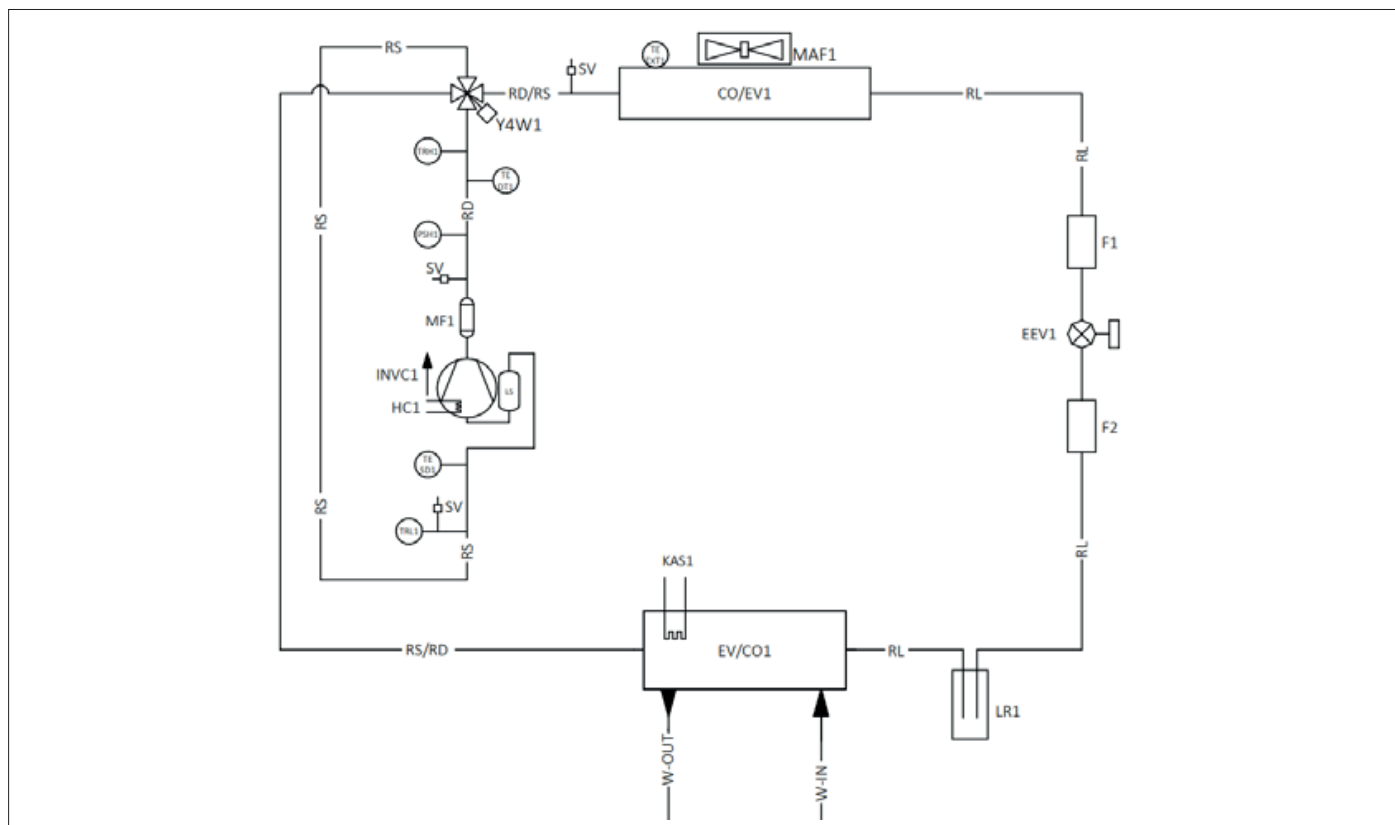 RS
TE
EXT1
MAF1
SV
RD/RS
CO/EV1
RL
Y4W1
TRH1
TE
DT1
RL
RD
RS
PSH1
F1
SV
MF1
EEV1
INVC1
LS
HC1
F2
TE
SD1
SV
RS
TRL1
RS
RL
KAS1
RS/RD
EV/CO1
RL
LR1
W-OUT
W-IN